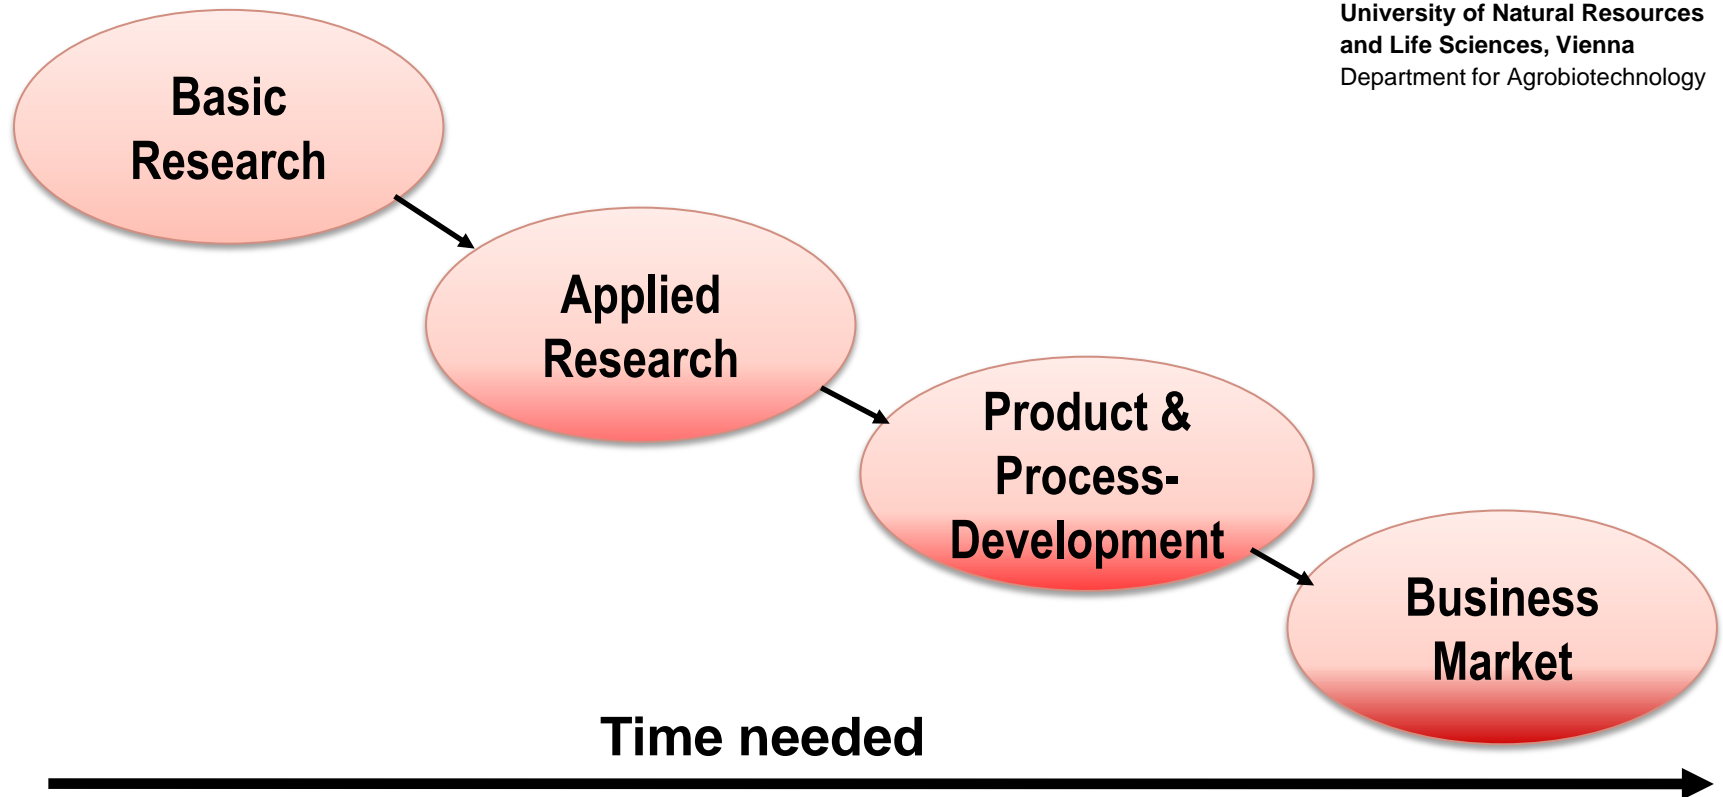 University of Natural Resources
and Life Sciences, Vienna
Department for Agrobiotechnology
Basic
Research
Applied
Research
Product &
Process-
Development
Business
Market
Time needed